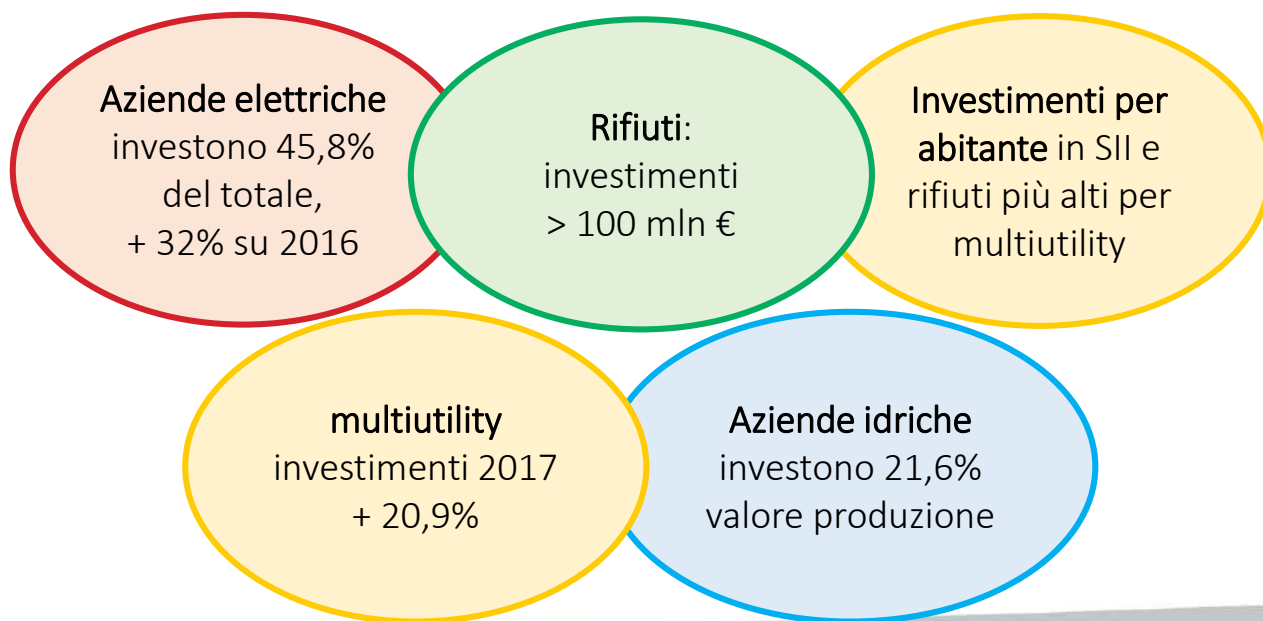 Aziende elettriche
investono 45,8%
del totale,
+ 32% su 2016
Rifiuti:
investimenti
> 100 mln €
Investimenti per
abitante in SII e
rifiuti più alti per
multiutility
multiutility
investimenti 2017
+ 20,9%
Aziende idriche
investono 21,6%
valore produzione